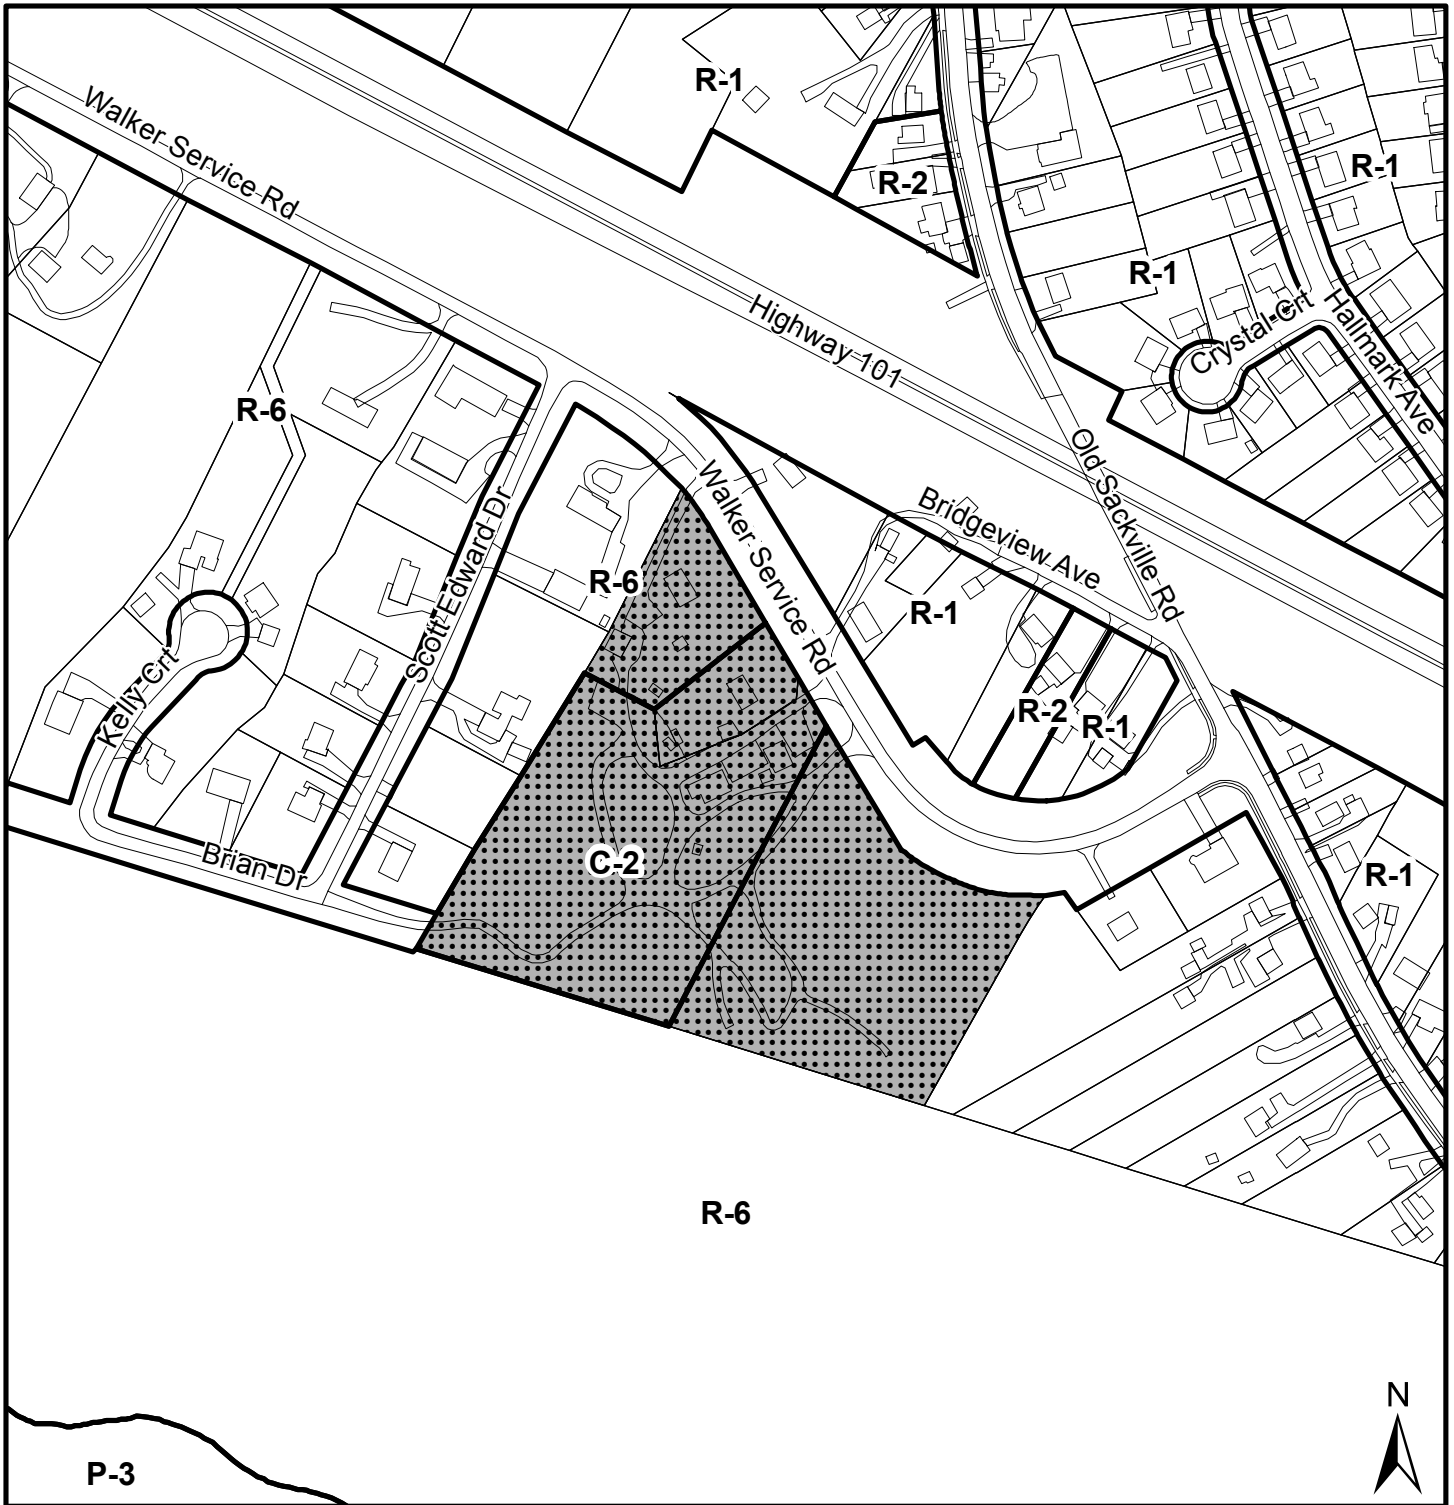 R-1
Walker Service Rd
R-2
R-1
R-1
Highway 101
Crystal Crt
Hallmark Ave
R-6
Old Sackville Rd
Walker Service Rd
Bridgeview Ave
Scott Edward Dr
R-6
R-1
Kelly Crt
R-2
R-1
Brian Dr
C-2
R-1
R-6
N
P-3